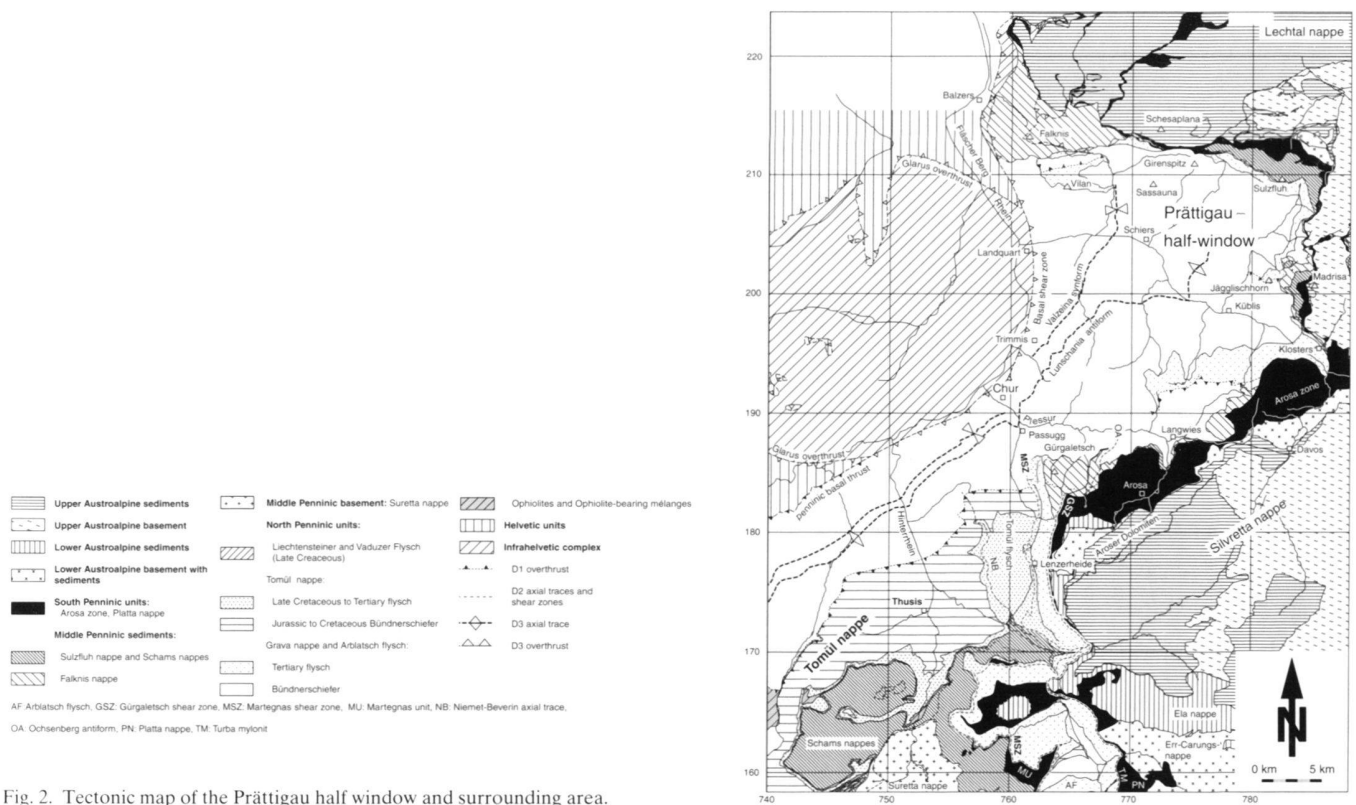 Upper Austroalpine sediments
Upper Austroalpine basement
Lower Austroalpine sediments
Lower Austroalpine basement with
sediments
South Penninic units:
Arosa zone, Platta nappe
Middle Penninic sediments:
Sulzfluh nappe and Schams nappes
Falknis nappe
Middle Penninic basement: Suretta nappe
North Penninic units:
Liechtensteiner and Vaduzer Flysch
(Late Creaceous)
Tomül nappe:
Late Cretaceous to Tertiary flysch
Jurassic to Cretaceous Bündnerschiefer
Grava nappe and Arblatsch flysch:
Tertiary flysch
Bündnerschiefer
Ophiolites and Ophiolite-bearing mélanges
Helvetic units
Infrahelvetic complex
D1 overthrust
D2 axial traces and
shear zones
D3 axial trace
D3 overthrust
AF Arblatsch flysch, GSZ: Gürgaletsch shear zone, MSZ: Martegnas shear zone, MU: Martegnas unit, NB: Niemet-Beverin axial trace,
OA: Ochsenberg antiform, PN: Platta nappe, TM: Turba mylonit
Fig. 2. Tectonic map of the Prättigau half window and surrounding area.
220
Lechtal nappe
Balzers
Schesaplana
Falknis
Fläscher Berg
Glarus overthrust
210
Girenspitz
Vilan
Sassauna
Sulzfluh
Rhein
Prättigau –
half-window
Schiers
Landquart
Basal shear zone
Valzeina synform
Madrisa
Jägglischhorn
200
Küblis
Lunschania antiform
Trimmis
Klosters
Chur
Arosa zone
190
Plessur
Passugg
Langwies
OA
Gürgaletsch
Davos
Glarus overthrust
Penninic basal thrust
MSZ
Arosa
GSZ
180
Hinterrhein
Tomül flysch
Aroser Dolomiten
Silvretta nappe
NB
Lenzerheide
Thusis
Tomül nappe
170
Ela nappe
Schams nappes
MSZ
Err-Carungs-
nappe
160
Suretta nappe
MU
AF
TM
PN
0 km 5 km
N
740 750 760 770 780